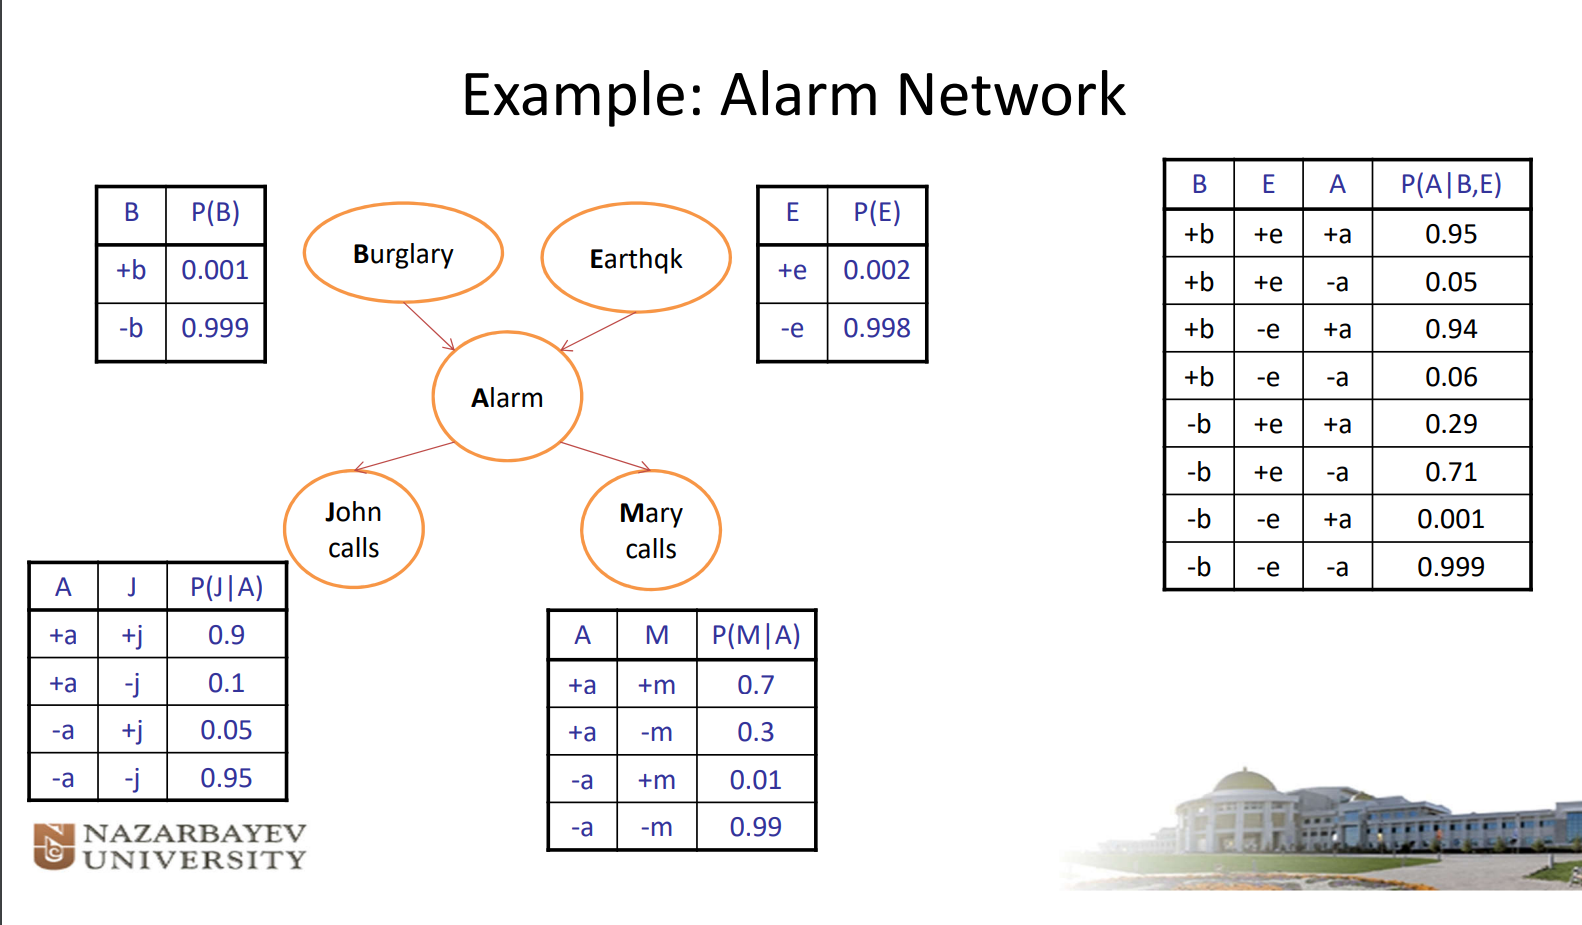 Example: Alarm Network
B P(B)
+b 0.001
-b 0.999
Burglary
Earthqk
E P(E)
+e 0.002
-e 0.998
B E A P(A|B,E)
+b +e +a 0.95
+b +e -a 0.05
+b -e +a 0.94
+b -e -a 0.06
-b +e +a 0.29
-b +e -a 0.71
-b -e +a 0.001
-b -e -a 0.999
Alarm
John
calls
Mary
calls
A J P(J|A)
+a +j 0.9
+a -j 0.1
-a +j 0.05
-a -j 0.95
A M P(M|A)
+a +m 0.7
+a -m 0.3
-a +m 0.01
-a -m 0.99
NAZARBAYEV
UNIVERSITY